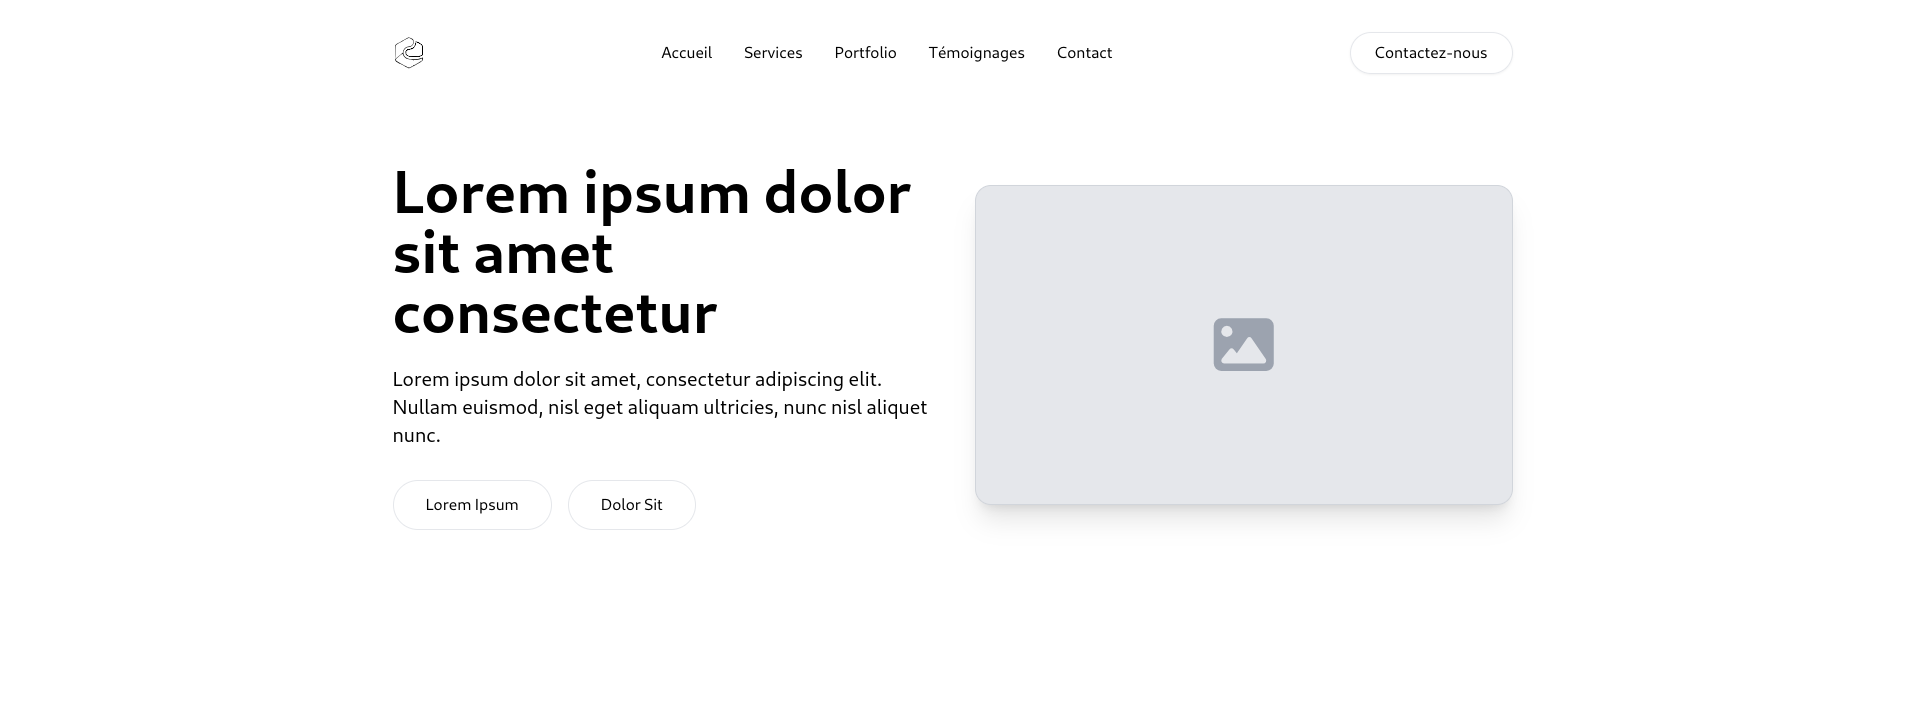 Accueil Services Portfolio Témoignages Contact Contactez-nous
Lorem ipsum dolor
sit amet
consectetur
Lorem ipsum dolor sit amet, consectetur adipiscing elit.
Nullam euismod, nisl eget aliquam ultricies, nunc nisl aliquet
nunc.
Lorem Ipsum Dolor Sit